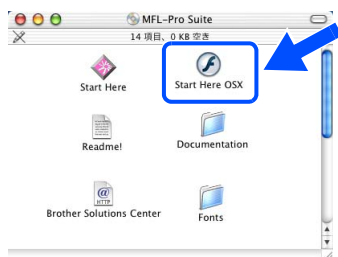 MFL-Pro Suite
14 項目、0 KB 空き
Start Here
Start Here OSX
Readme!
Documentation
@
HTTP
Brother Solutions Center
Fonts